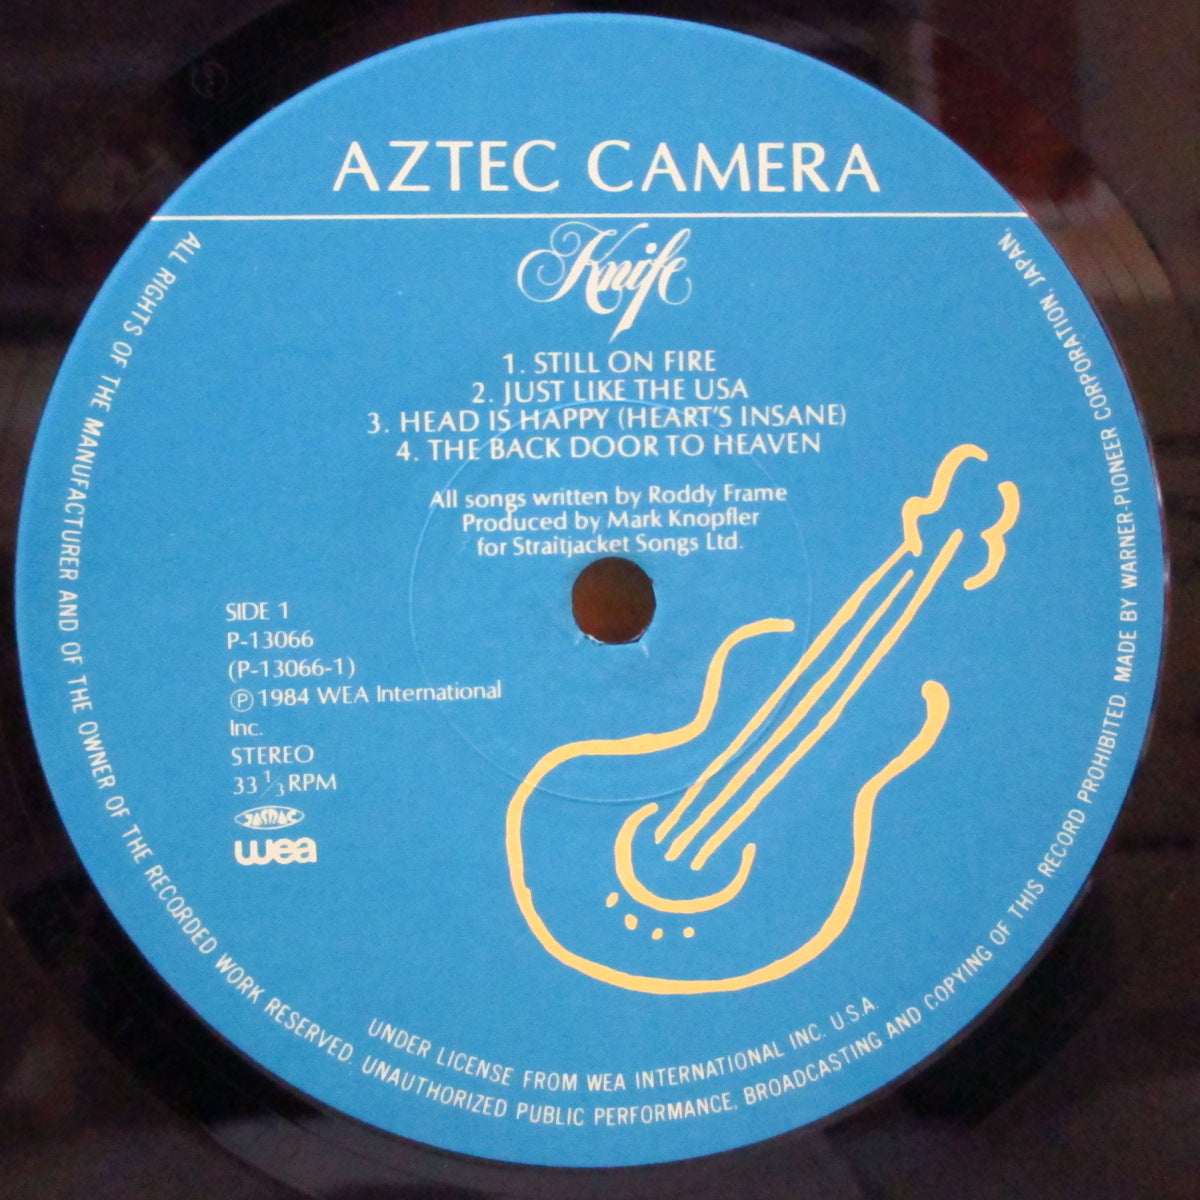 AZTEC CAMERA
Knife
1. STILL ON FIRE
2. JUST LIKE THE USA
3. HEAD IS HAPPY (HEART'S INSANE)
4. THE BACK DOOR TO HEAVEN
All songs written by Roddy Frame
Produced by Mark Knopfler
for Straitjacket Songs Ltd.
SIDE 1
P-13066
(P-13066-1)
Ⓟ 1984 WEA International
Inc.
STEREO
33 1/3 RPM
JASRAC
wea
ALL RIGHTS OF THE MANUFACTURER AND OF THE OWNER OF THE RECORDED WORK RESERVED. UNAUTHORIZED PUBLIC PERFORMANCE, BROADCASTING AND COPYING OF THIS RECORD PROHIBITED. MADE BY WARNER-PIONEER CORPORATION, JAPAN.
UNDER LICENSE FROM WEA INTERNATIONAL INC. U.S.A.